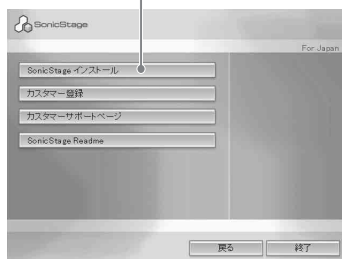 SonicStage
For Japan
SonicStage インストール
カスタマー登録
カスタマーサポートページ
SonicStage Readme
戻る
終了